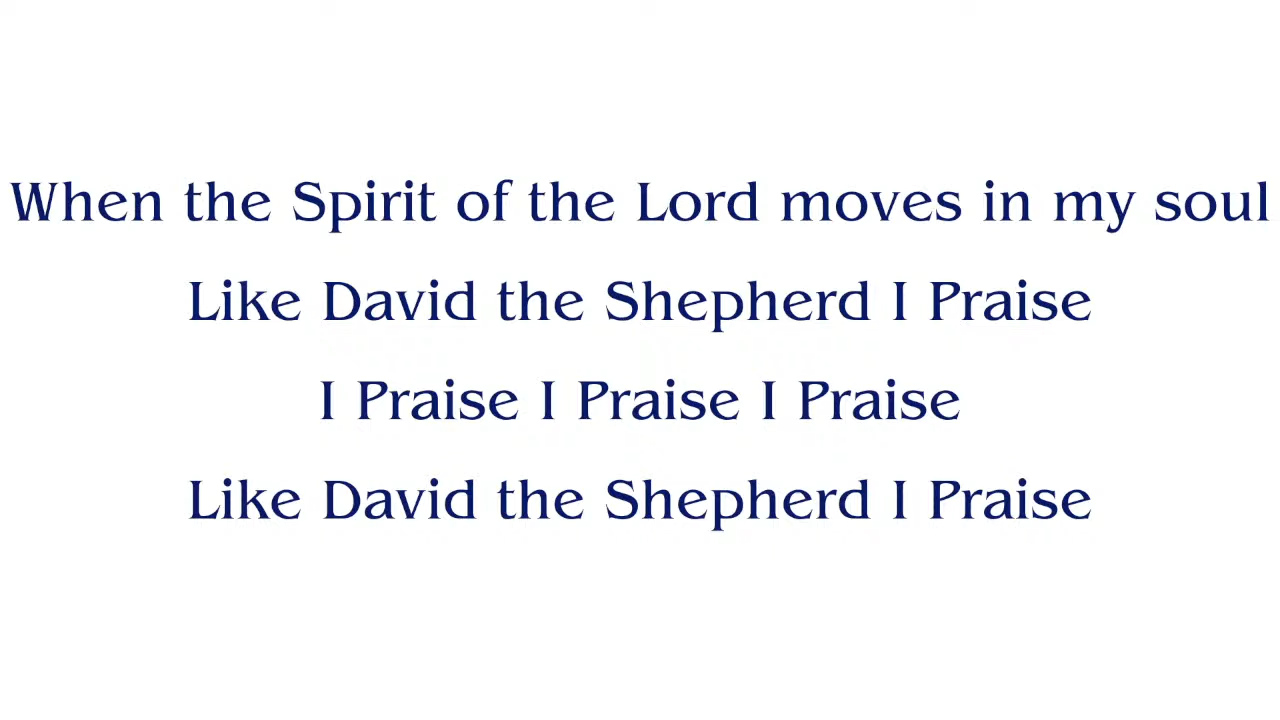 When the Spirit of the Lord moves in my soul
Like David the Shepherd I Praise
I Praise I Praise I Praise
Like David the Shepherd I Praise